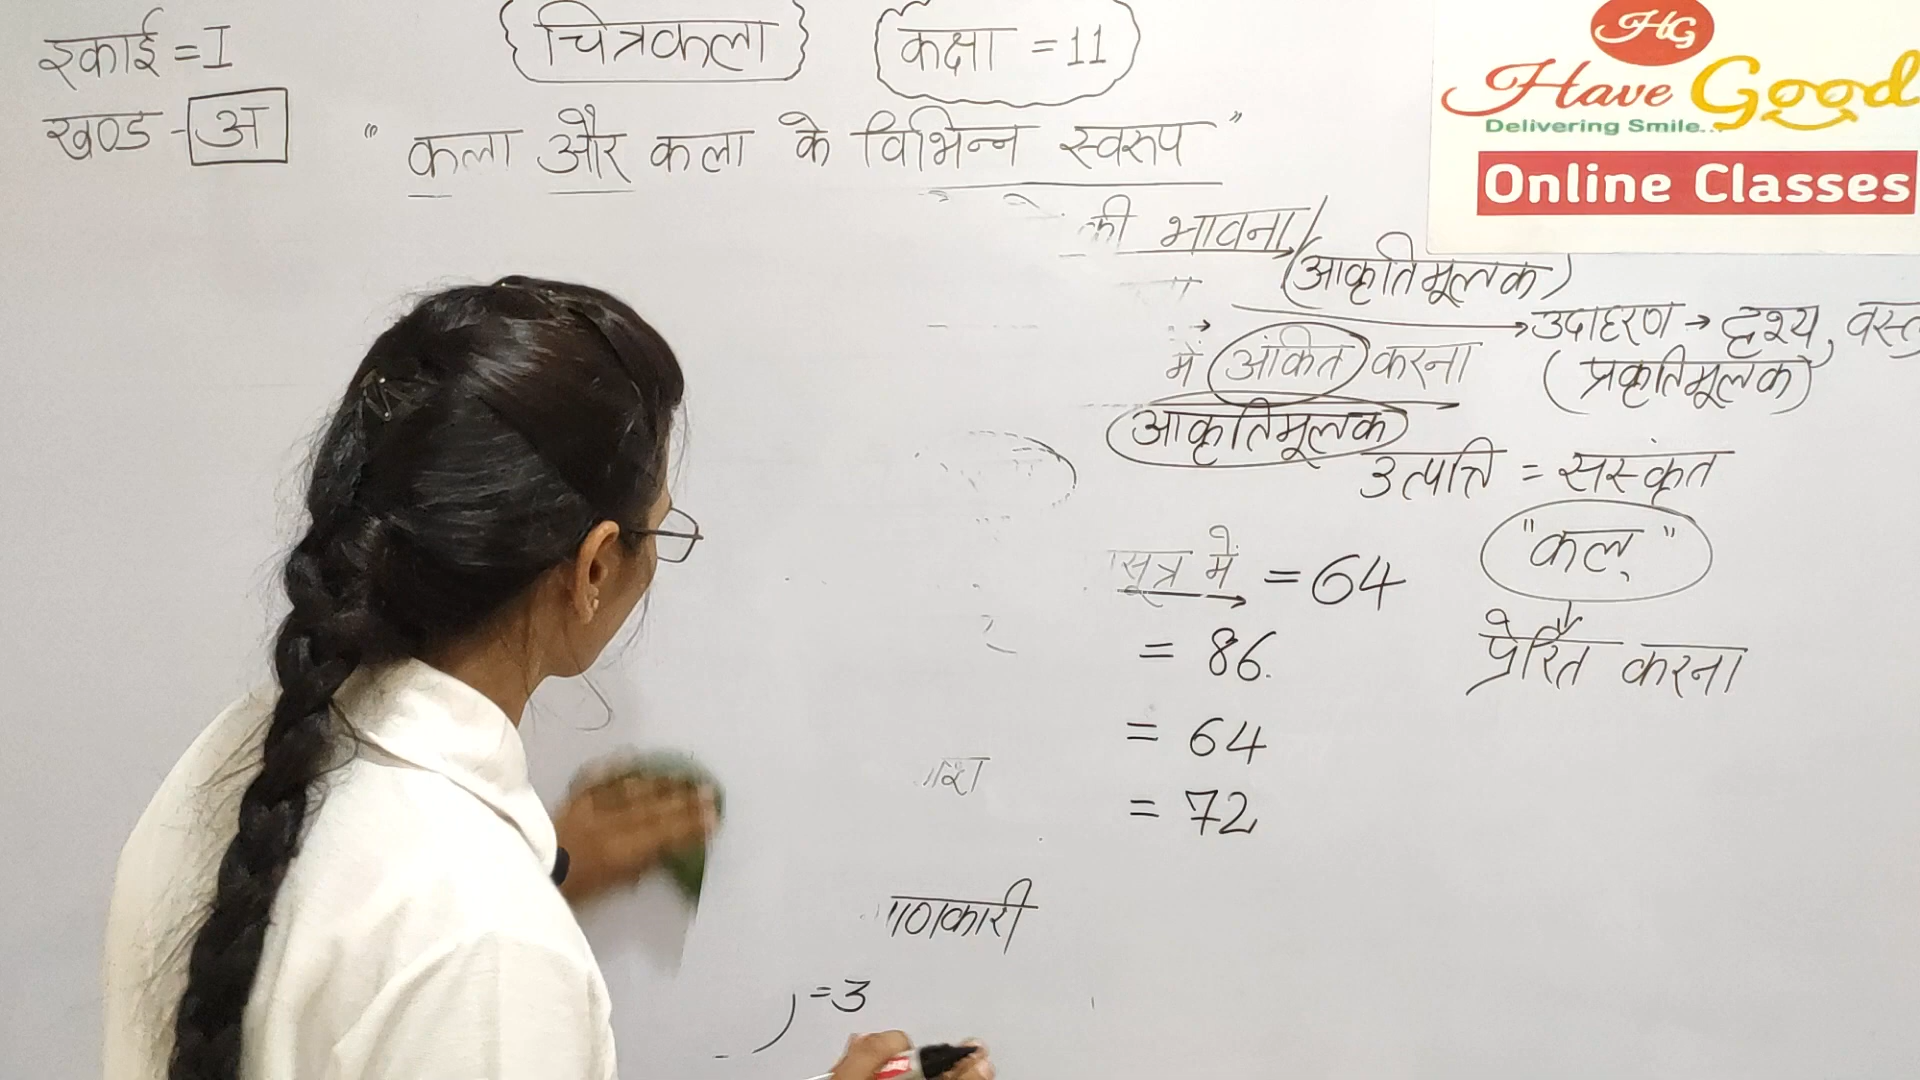 इकाई = I
{चित्रकला}
कक्षा = 11
खण्ड - अ
" कला और कला के विभिन्न स्वरुप "
HG
Have Good
Delivering Smile...
Online Classes
की भावना
(आकृतिमूलक)
→ उदाहरण → दृश्य, वस्तु
में अंकित करना
(प्रकृतिमूलक)
आकृतिमूलक
उत्पत्ति = संस्कृत
"कल्"
सूत्र में = 64
= 86.
प्रेरित करना
= 64
= 72
= 3